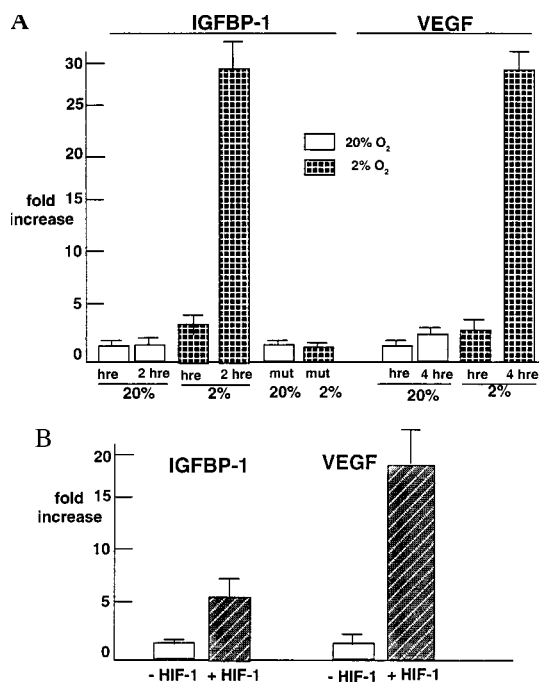 A
IGFBP-1 VEGF
30
25
20
15
10
5
0
fold
increase
20% O₂
2% O₂
hre 2 hre hre 2 hre mut mut hre 4 hre hre 4 hre
20% 2% 20% 2% 20% 2%
B
IGFBP-1 VEGF
20
15
10
5
0
fold
increase
- HIF-1 + HIF-1 - HIF-1 + HIF-1